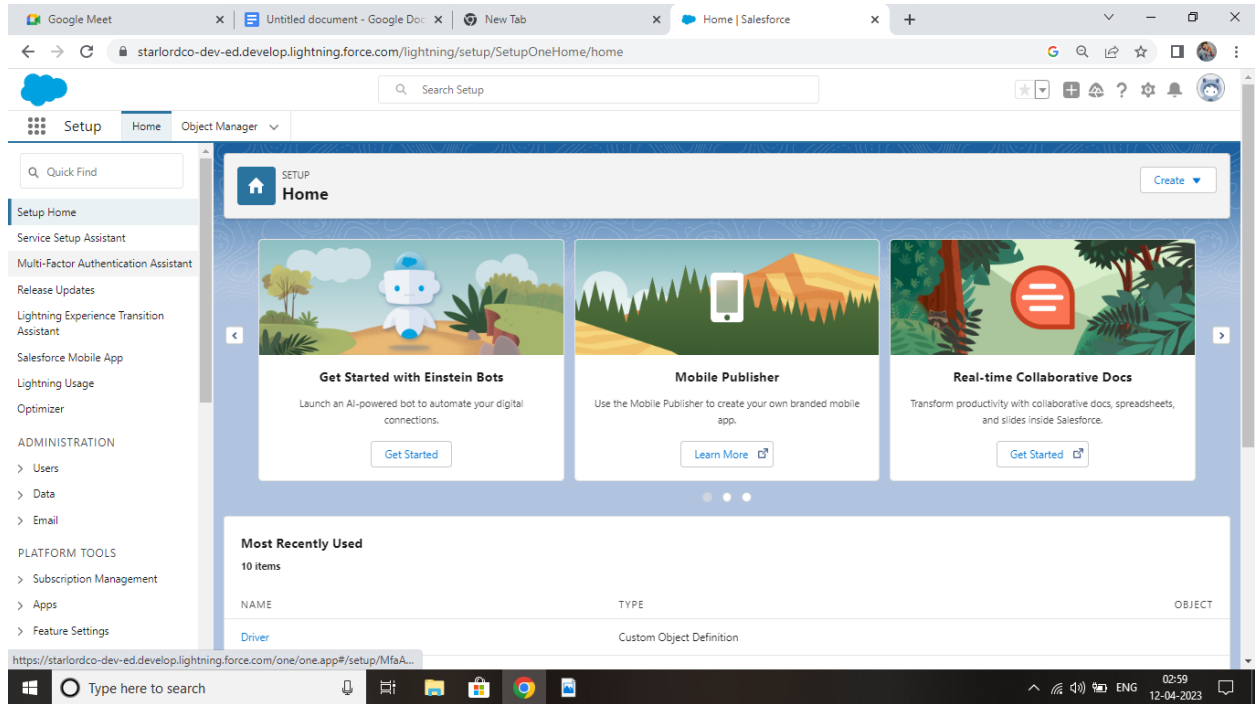 Google Meet
Untitled document - Google Doc
New Tab
Home | Salesforce
starlordco-dev-ed.develop.lightning.force.com/lightning/setup/SetupOneHome/home
Search Setup
Setup
Home
Object Manager
Quick Find
Setup Home
Service Setup Assistant
Multi-Factor Authentication Assistant
Release Updates
Lightning Experience Transition
Assistant
Salesforce Mobile App
Lightning Usage
Optimizer
ADMINISTRATION
Users
Data
Email
PLATFORM TOOLS
Subscription Management
Apps
Feature Settings
SETUP
Home
Create
Get Started with Einstein Bots
Launch an AI-powered bot to automate your digital
connections.
Get Started
Mobile Publisher
Use the Mobile Publisher to create your own branded mobile
app.
Learn More
Real-time Collaborative Docs
Transform productivity with collaborative docs, spreadsheets,
and slides inside Salesforce.
Get Started
Most Recently Used
10 items
NAME TYPE OBJECT
Driver Custom Object Definition
https://starlordco-dev-ed.develop.lightning.force.com/one/one.app#/setup/MfaA...
Type here to search
ENG
02:59
12-04-2023